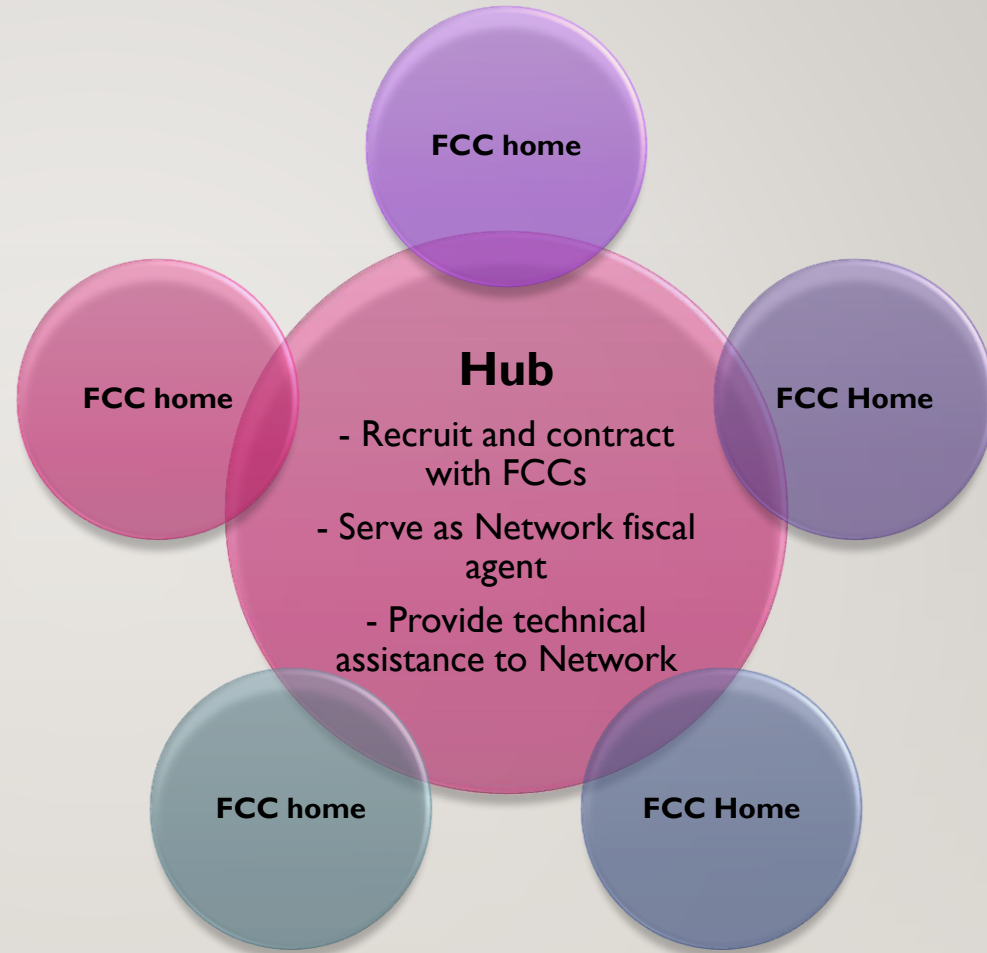 FCC home
FCC home
FCC Home
Hub
- Recruit and contract
with FCCs
- Serve as Network fiscal
agent
- Provide technical
assistance to Network
FCC home
FCC Home